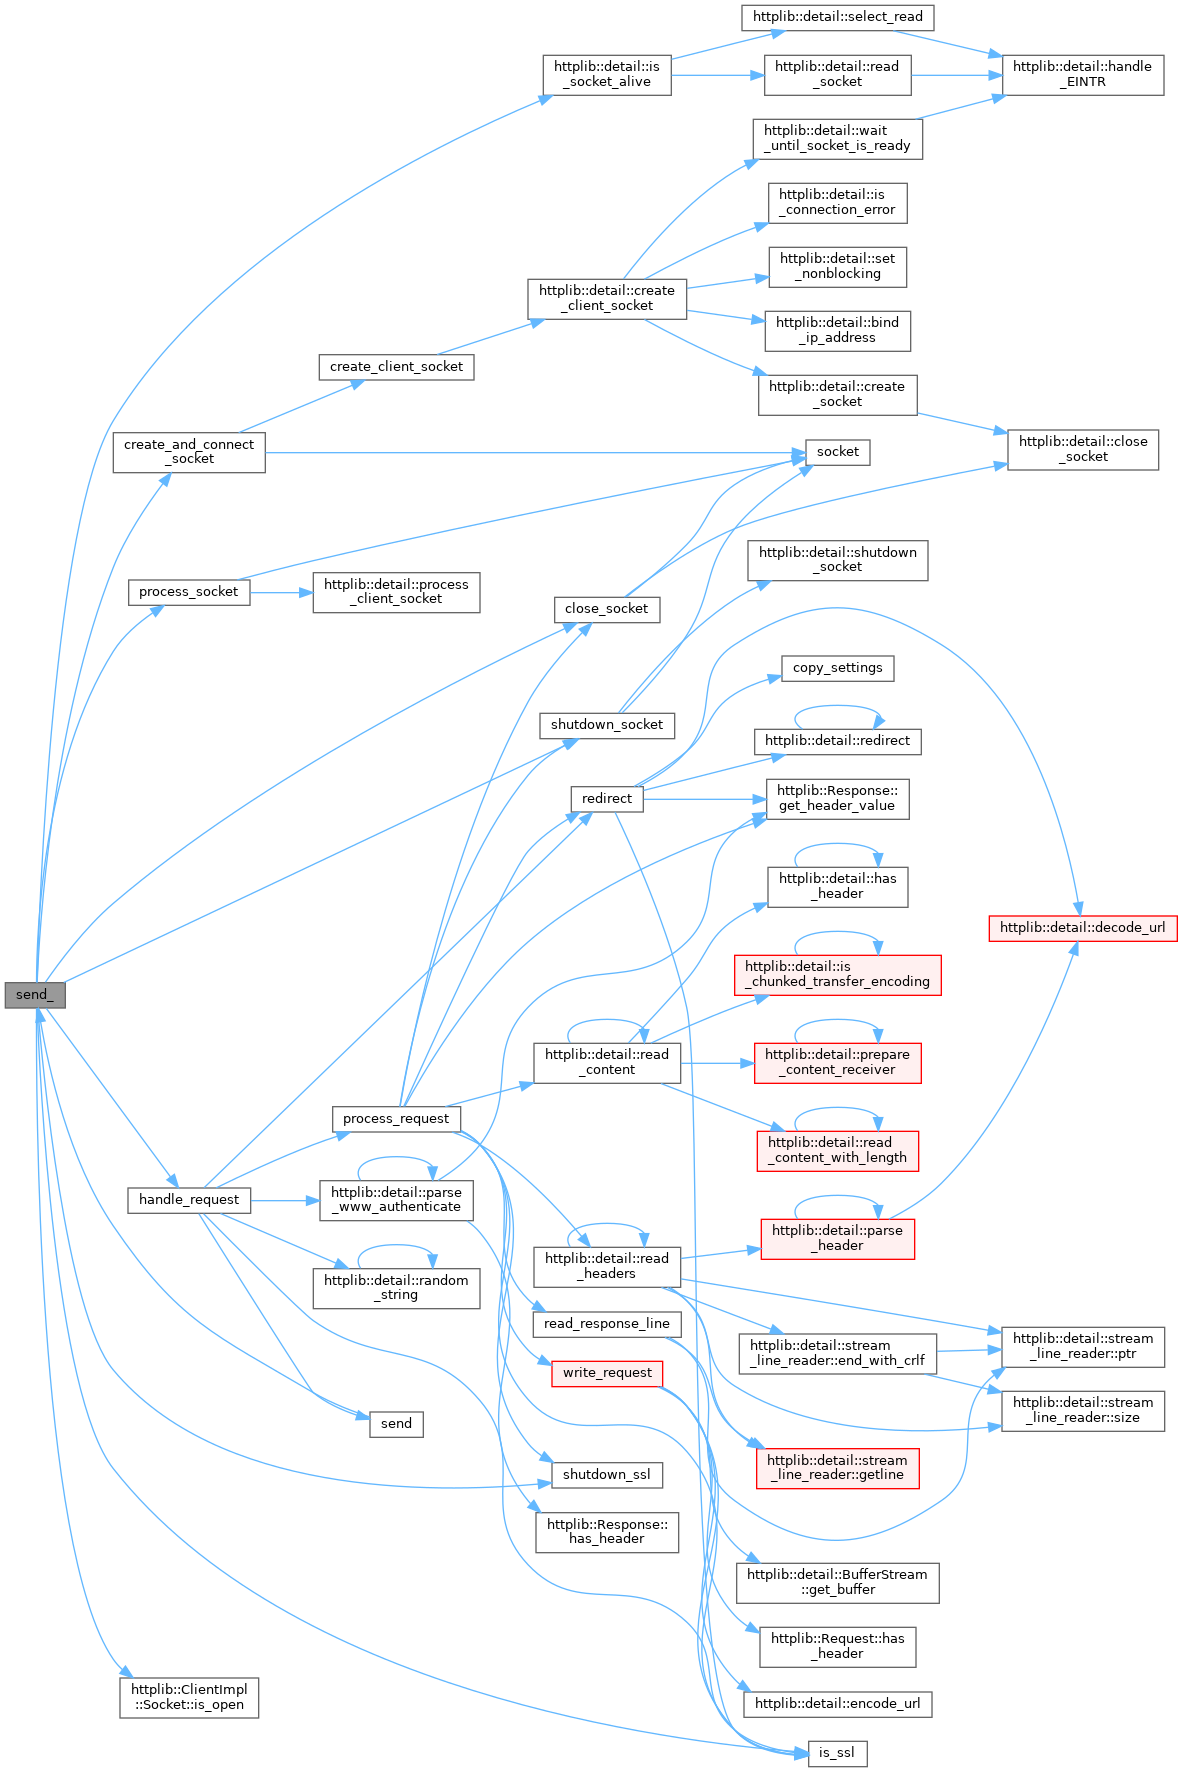 httplib::detail::select_read
httplib::detail::is
_socket_alive
httplib::detail::read
_socket
httplib::detail::handle
_EINTR
httplib::detail::wait
_until_socket_is_ready
httplib::detail::is
_connection_error
httplib::detail::set
_nonblocking
httplib::detail::create
_client_socket
httplib::detail::bind
_ip_address
create_client_socket
httplib::detail::create
_socket
create_and_connect
_socket
socket
httplib::detail::close
_socket
httplib::detail::shutdown
_socket
process_socket
httplib::detail::process
_client_socket
close_socket
copy_settings
shutdown_socket
httplib::detail::redirect
redirect
httplib::Response::
get_header_value
httplib::detail::has
_header
httplib::detail::decode_url
httplib::detail::is
_chunked_transfer_encoding
send_
httplib::detail::read
_content
httplib::detail::prepare
_content_receiver
process_request
httplib::detail::read
_content_with_length
handle_request
httplib::detail::parse
_www_authenticate
httplib::detail::parse
_header
httplib::detail::random
_string
httplib::detail::read
_headers
read_response_line
httplib::detail::stream
_line_reader::end_with_crlf
httplib::detail::stream
_line_reader::ptr
write_request
httplib::detail::stream
_line_reader::size
send
shutdown_ssl
httplib::detail::stream
_line_reader::getline
httplib::Response::
has_header
httplib::detail::BufferStream
::get_buffer
httplib::Request::has
_header
httplib::ClientImpl
::Socket::is_open
httplib::detail::encode_url
is_ssl